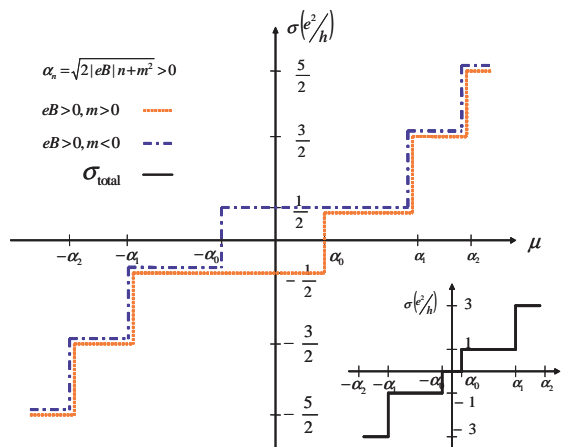 σ(e²/h)
αₙ=√2|eB|n+m²>0
5/2
eB>0,m>0
3/2
eB>0,m<0
σtotal
1/2
μ
−α₂ −α₁ −α₀ α₀ α₁ α₂
−1/2
σ(e²/h) 3
−3/2
1
−α₂ −α₁ −α₀ α₀ α₁ α₂
−1
−5/2
−3